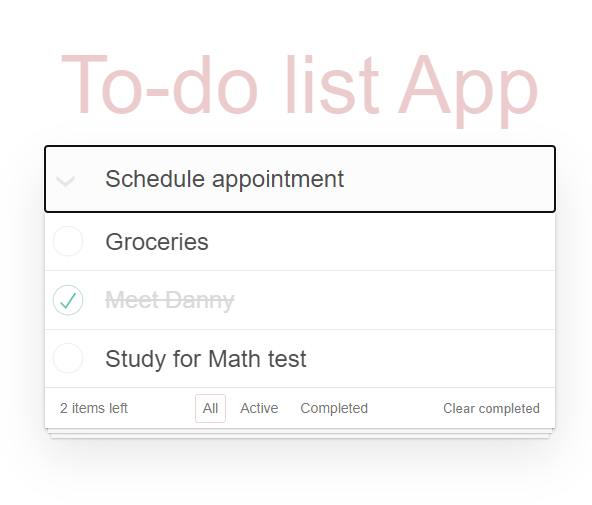 To-do list App
Schedule appointment
Groceries
Meet Danny
Study for Math test
2 items left All Active Completed Clear completed